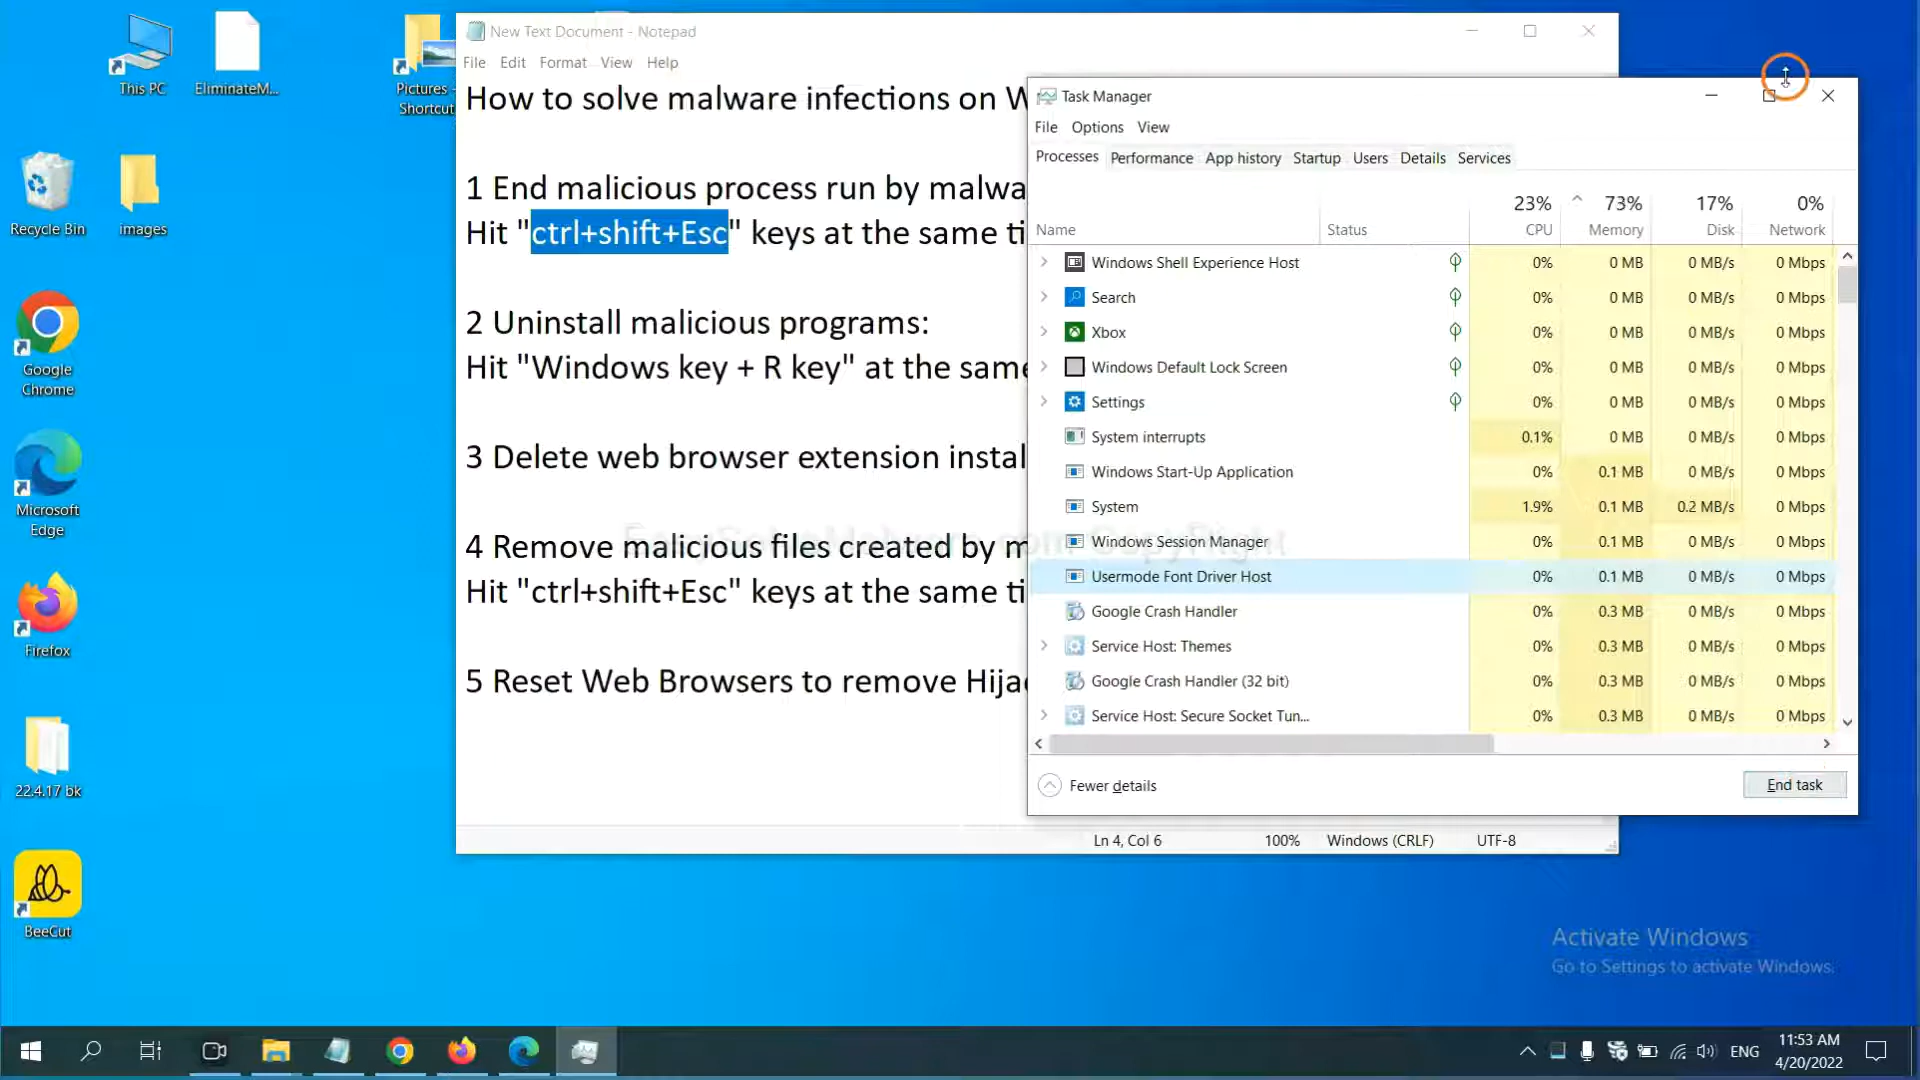 This PC
EliminateM...
Pictures -
Shortcut
Recycle Bin
images
Google
Chrome
Microsoft
Edge
Firefox
22.4.17 bk
BeeCut
New Text Document - Notepad
File Edit Format View Help
How to solve malware infections on W
1 End malicious process run by malwa
Hit "ctrl+shift+Esc" keys at the same ti
2 Uninstall malicious programs:
Hit "Windows key + R key" at the same
3 Delete web browser extension instal
4 Remove malicious files created by m
Hit "ctrl+shift+Esc" keys at the same ti
5 Reset Web Browsers to remove Hijac
Ln 4, Col 6 100% Windows (CRLF) UTF-8
Task Manager
File Options View
Processes Performance App history Startup Users Details Services
23% 73% 17% 0%
Name Status CPU Memory Disk Network
Windows Shell Experience Host 0% 0 MB 0 MB/s 0 Mbps
Search 0% 0 MB 0 MB/s 0 Mbps
Xbox 0% 0 MB 0 MB/s 0 Mbps
Windows Default Lock Screen 0% 0 MB 0 MB/s 0 Mbps
Settings 0% 0 MB 0 MB/s 0 Mbps
System interrupts 0.1% 0 MB 0 MB/s 0 Mbps
Windows Start-Up Application 0% 0.1 MB 0 MB/s 0 Mbps
System 1.9% 0.1 MB 0.2 MB/s 0 Mbps
Windows Session Manager 0% 0.1 MB 0 MB/s 0 Mbps
Usermode Font Driver Host 0% 0.1 MB 0 MB/s 0 Mbps
Google Crash Handler 0% 0.3 MB 0 MB/s 0 Mbps
Service Host: Themes 0% 0.3 MB 0 MB/s 0 Mbps
Google Crash Handler (32 bit) 0% 0.3 MB 0 MB/s 0 Mbps
Service Host: Secure Socket Tun... 0% 0.3 MB 0 MB/s 0 Mbps
Fewer details End task
Activate Windows
Go to Settings to activate Windows.
ENG
11:53 AM
4/20/2022